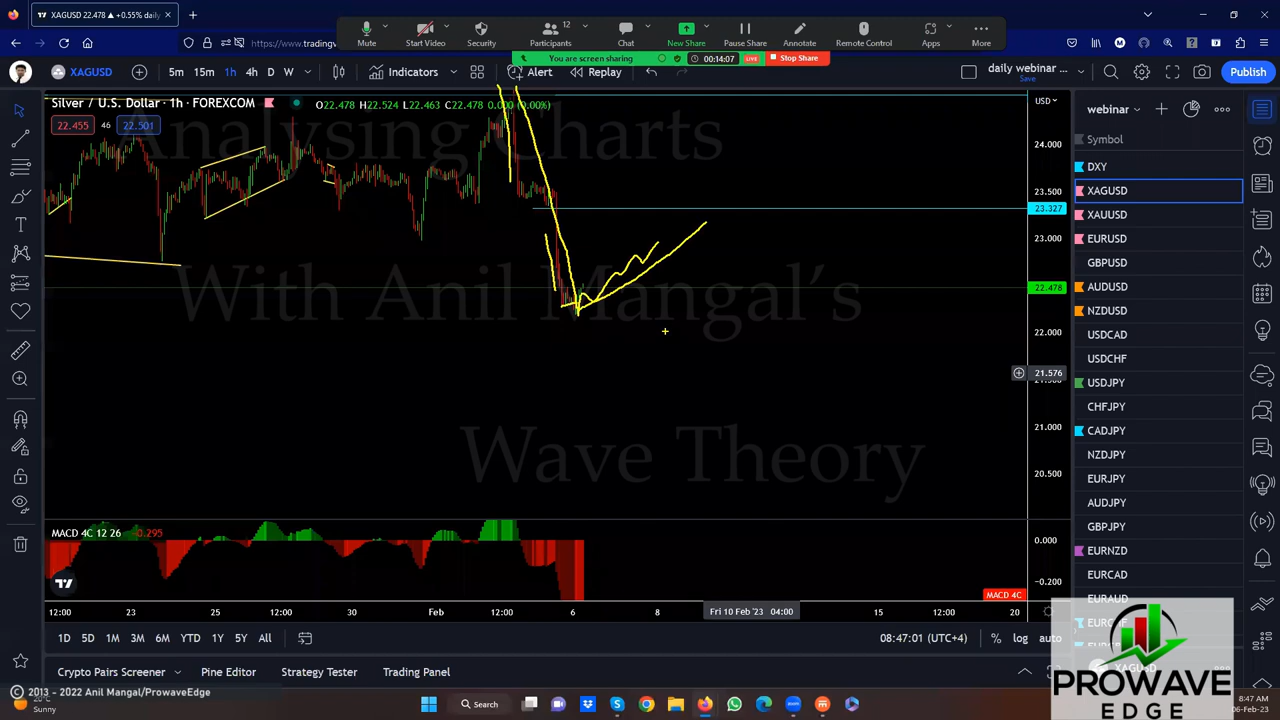 XAGUSD 22.478 ▲ +0.55% daily
https://www.tradingv
Mute
Start Video
Security
Participants
12
Chat
New Share
Pause Share
Annotate
Remote Control
Apps
More
You are screen sharing
00:14:07
LIVE
Stop Share
XAGUSD
5m 15m 1h 4h D W
Indicators
Alert
Replay
daily webinar
Save
Publish
Silver / U.S. Dollar · 1h · FOREXCOM
O22.478 H22.524 L22.463 C22.478 0.000 (0.00%)
22.455 46 22.501
Analysing Charts
With Anil Mangal's
Wave Theory
USD
24.000
23.500
23.327
23.000
22.478
22.000
21.576
21.000
20.500
MACD 4C 12 26 -0.295
0.000
-0.200
MACD 4C
12:00 23 25 12:00 30 Feb 12:00 6 8 Fri 10 Feb '23 04:00 15 12:00 20
1D 5D 1M 3M 6M YTD 1Y 5Y All
08:47:01 (UTC+4)
% log auto
Crypto Pairs Screener
Pine Editor
Strategy Tester
webinar
Symbol
DXY
XAGUSD
XAUUSD
EURUSD
GBPUSD
AUDUSD
NZDUSD
USDCAD
USDCHF
USDJPY
CHFJPY
CADJPY
NZDJPY
EURJPY
AUDJPY
GBPJPY
EURNZD
EURCAD
EURAUD
XAGUSD
PROWAVE
EDGE
© 2013 - 2022 Anil Mangal/ProwaveEdge
Sunny
Search
8:47 AM
06-Feb-23